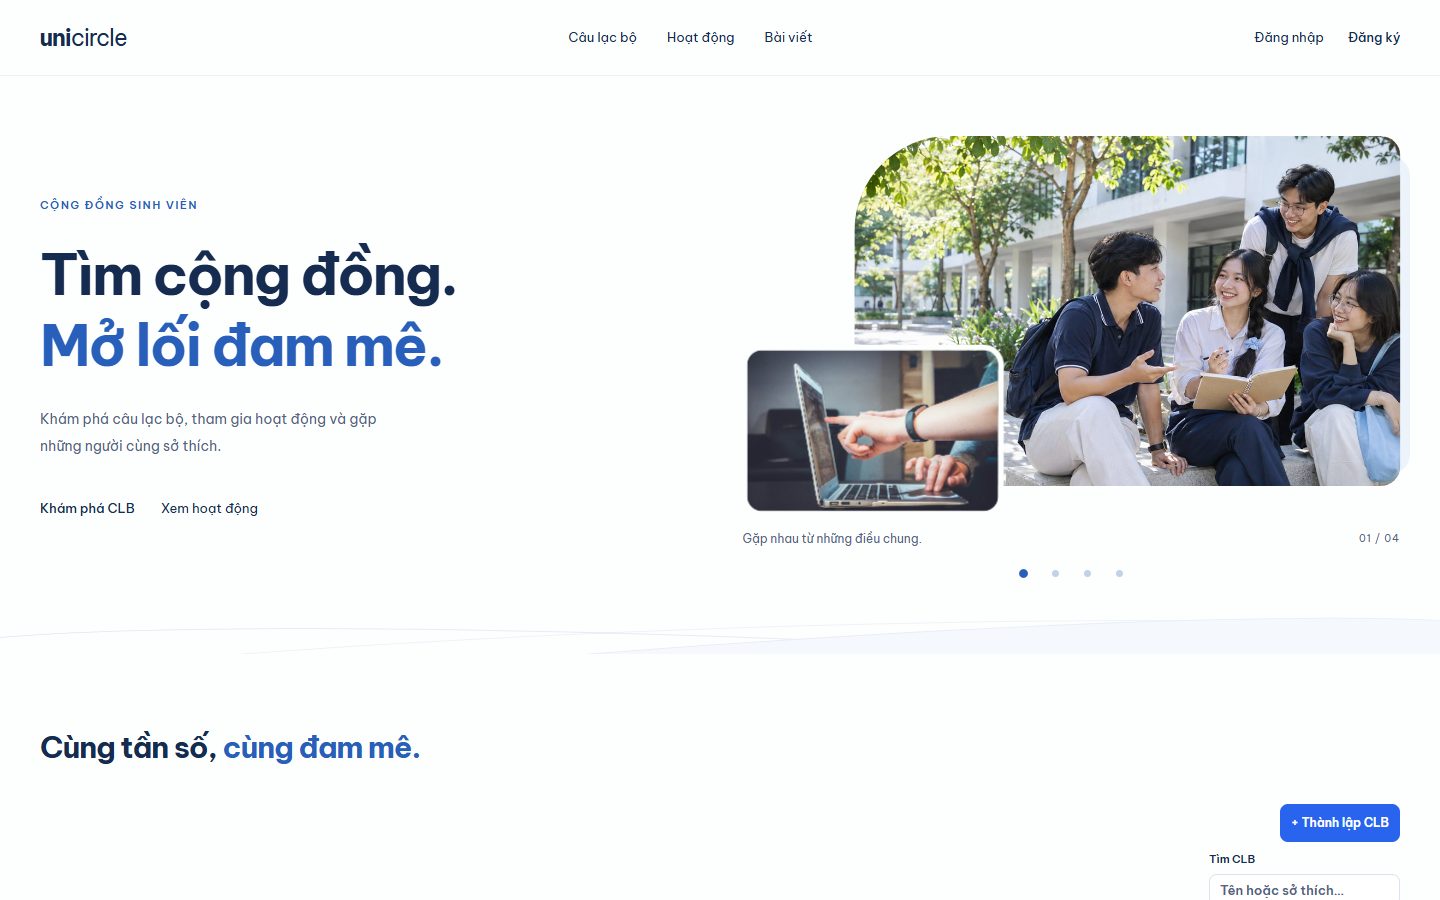 unicircle
Câu lạc bộ
Hoạt động
Bài viết
Đăng nhập
Đăng ký
CỘNG ĐỒNG SINH VIÊN
Tìm cộng đồng.
Mở lối đam mê.
Khám phá câu lạc bộ, tham gia hoạt động và gặp
những người cùng sở thích.
Khám phá CLB
Xem hoạt động
Gặp nhau từ những điều chung.
01 / 04
Cùng tần số, cùng đam mê.
+ Thành lập CLB
Tìm CLB
Tên hoặc sở thích...